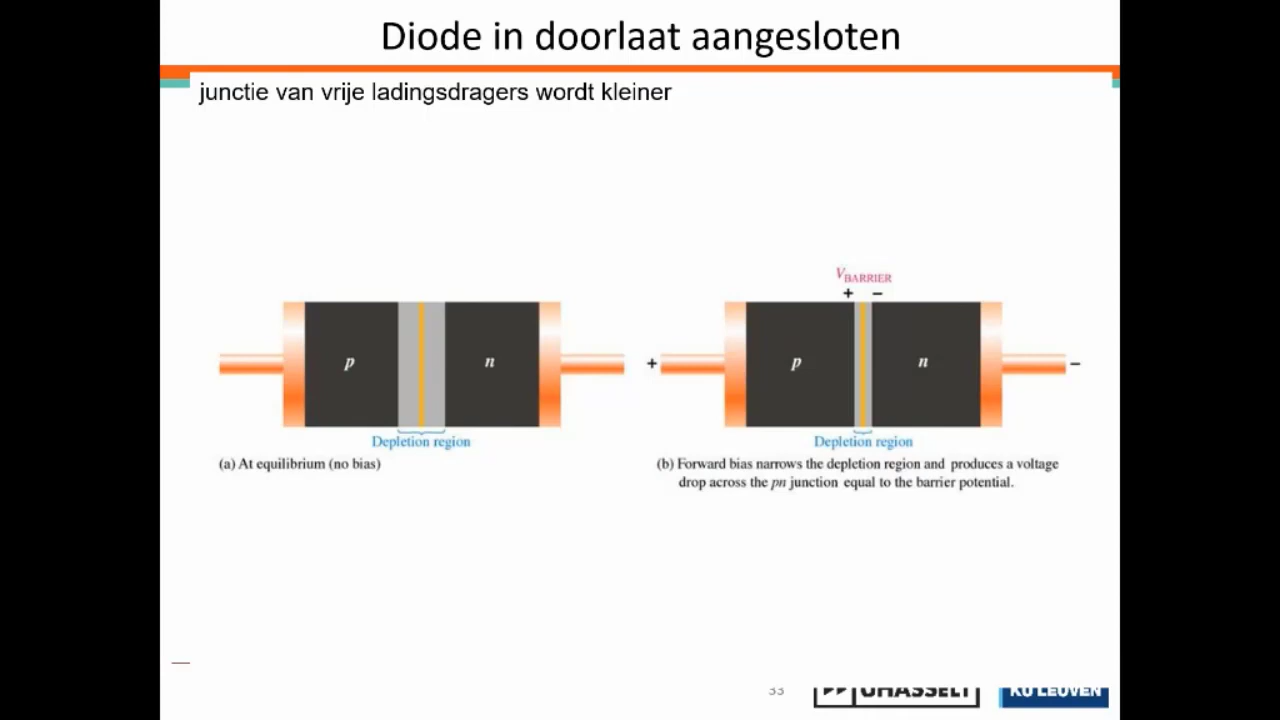 Diode in doorlaat aangesloten
junctie van vrije ladingsdragers wordt kleiner
V BARRIER
+ −
p n
+ p n −
Depletion region
Depletion region
(a) At equilibrium (no bias)
(b) Forward bias narrows the depletion region and produces a voltage
drop across the pn junction equal to the barrier potential.
33
UHASSELT
KU LEUVEN